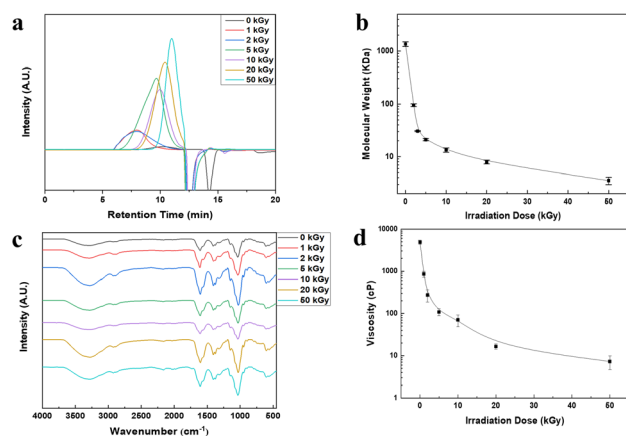 a
0 kGy
1 kGy
2 kGy
5 kGy
10 kGy
20 kGy
50 kGy
Intensity (A.U.)
0 5 10 15 20
Retention Time (min)
b
1000
100
10
Molecular Weight (KDa)
0 10 20 30 40 50
Irradiation Dose (kGy)
c
0 kGy
1 kGy
2 kGy
5 kGy
10 kGy
20 kGy
50 kGy
Intensity (A.U.)
4000 3500 3000 2500 2000 1500 1000 500
Wavenumber (cm⁻¹)
d
10000
1000
100
10
1
Viscosity (cP)
0 10 20 30 40 50
Irradiation Dose (kGy)